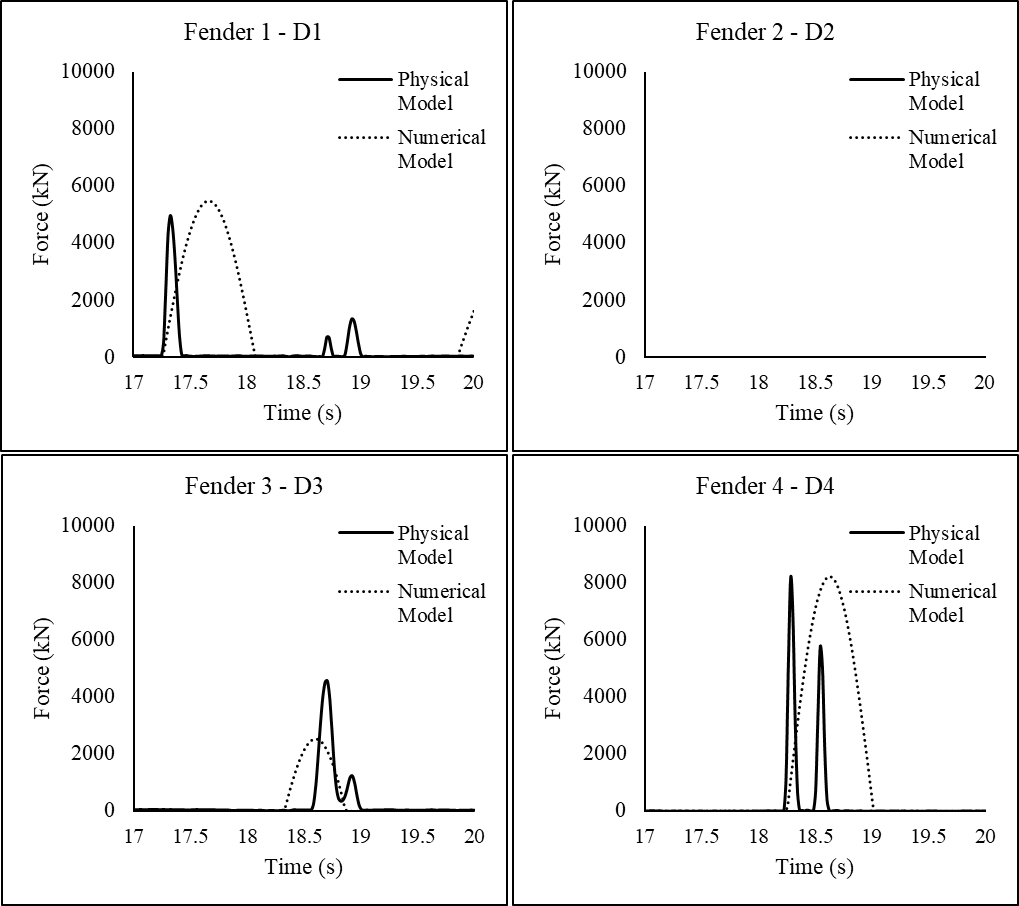 Fender 1 - D1
10000
8000
6000
4000
2000
0
Force (kN)
17 17.5 18 18.5 19 19.5 20
Time (s)
Physical
Model
Numerical
Model
Fender 2 - D2
10000
8000
6000
4000
2000
0
Force (kN)
17 17.5 18 18.5 19 19.5 20
Time (s)
Physical
Model
Numerical
Model
Fender 3 - D3
10000
8000
6000
4000
2000
0
Force (kN)
17 17.5 18 18.5 19 19.5 20
Time (s)
Physical
Model
Numerical
Model
Fender 4 - D4
10000
8000
6000
4000
2000
0
Force (kN)
17 17.5 18 18.5 19 19.5 20
Time (s)
Physical
Model
Numerical
Model